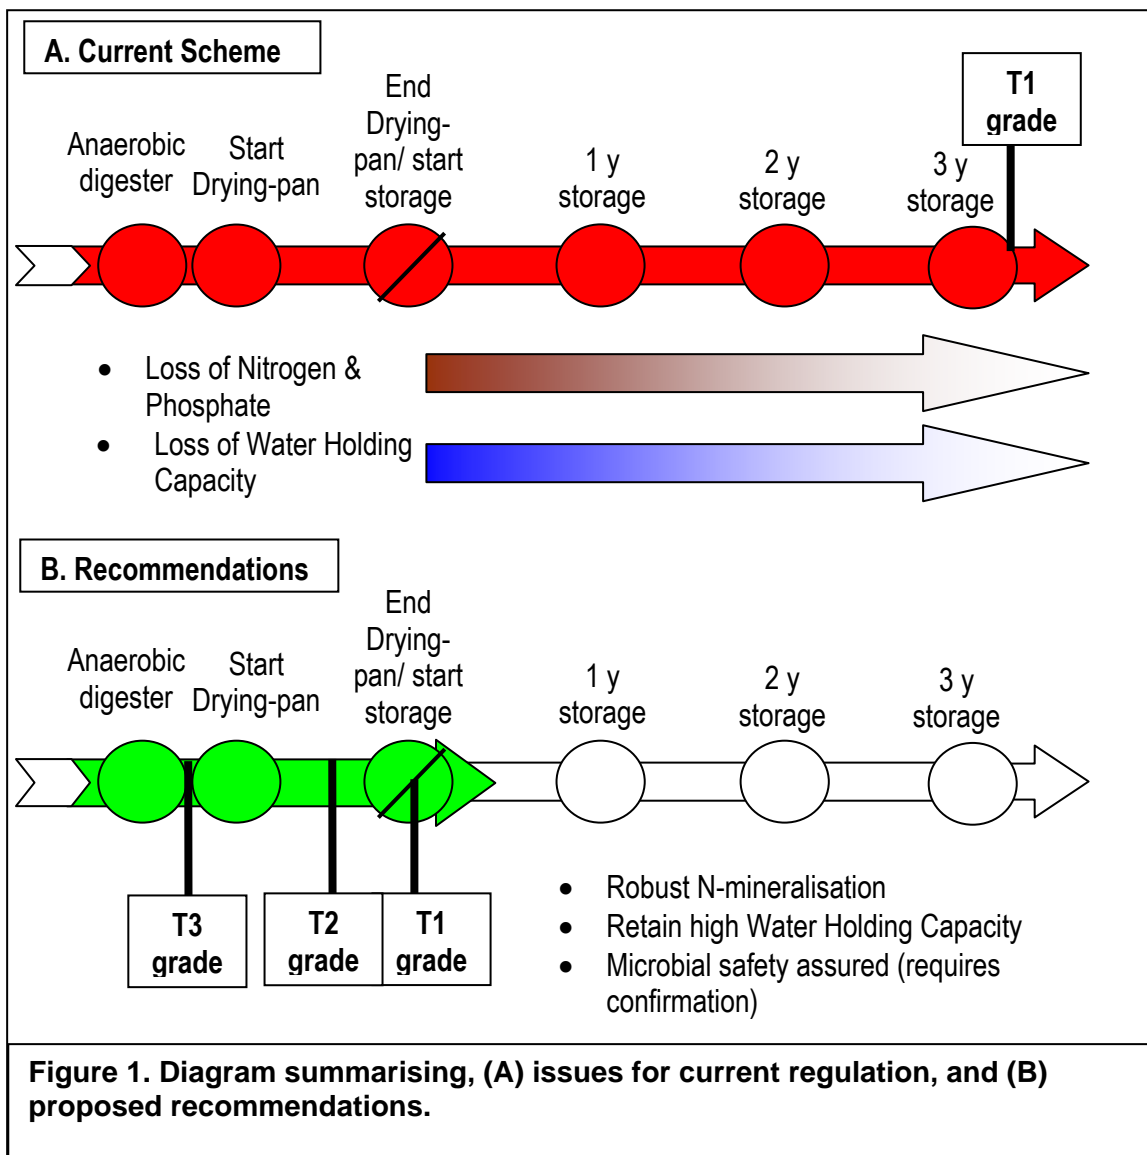 A. Current Scheme
T1
grade
Anaerobic
digester
Start
Drying-pan
End
Drying-
pan/ start
storage
1 y
storage
2 y
storage
3 y
storage
• Loss of Nitrogen &
Phosphate
• Loss of Water Holding
Capacity
B. Recommendations
Anaerobic
digester
Start
Drying-pan
End
Drying-
pan/ start
storage
1 y
storage
2 y
storage
3 y
storage
T3
grade
T2
grade
T1
grade
• Robust N-mineralisation
• Retain high Water Holding Capacity
• Microbial safety assured (requires
confirmation)
Figure 1. Diagram summarising, (A) issues for current regulation, and (B)
proposed recommendations.